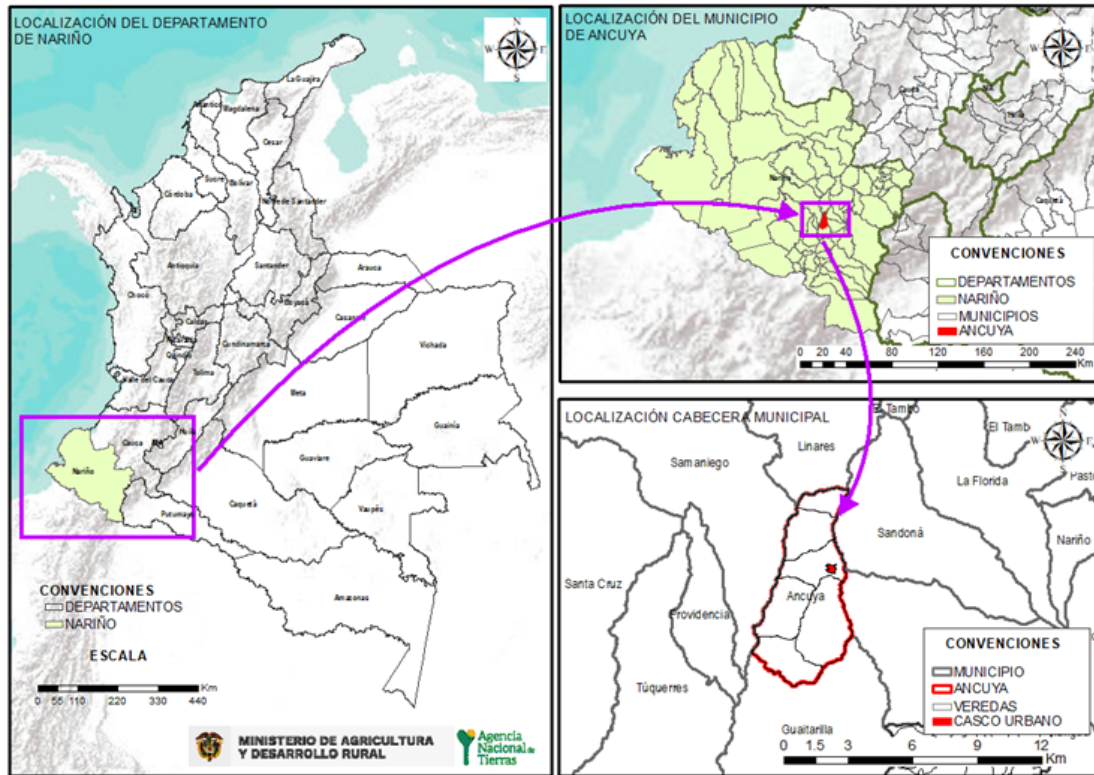 LOCALIZACIÓN DEL DEPARTAMENTO
DE NARIÑO
N
W
E
S
La Guajira
Atlántico
Magdalena
Cesar
Sucre
Bolívar
Córdoba
Norte de Santander
Antioquia
Santander
Arauca
Chocó
Boyacá
Caldas
Casanare
Risaralda
Cundinamarca
Vichada
Quindío
Valle del Cauca
Tolima
Meta
Guainía
Cauca
Huila
Nariño
Guaviare
Caquetá
Vaupés
Putumayo
Amazonas
CONVENCIONES
DEPARTAMENTOS
NARIÑO
ESCALA
Km
0 55 110 220 330 440
MINISTERIO DE AGRICULTURA
Y DESARROLLO RURAL
Agencia
Nacional de
Tierras
LOCALIZACIÓN DEL MUNICIPIO
DE ANCUYA
N
W
E
S
Cauca
Huila
Nariño
Caquetá
CONVENCIONES
DEPARTAMENTOS
NARIÑO
MUNICIPIOS
ANCUYA
0 20 40 80 120 160 200 240
Km
LOCALIZACIÓN CABECERA MUNICIPAL
El Tambo
N
El Tamb
Linares
W
E
Samaniego
S
La Florida
Pasto
Sandoná
Nariño
Santa Cruz
Ancuya
Providencia
CONVENCIONES
MUNICIPIO
ANCUYA
Túquerres
VEREDAS
CASCO URBANO
Guaitarilla
0 1.5 3 6 9 12
Km